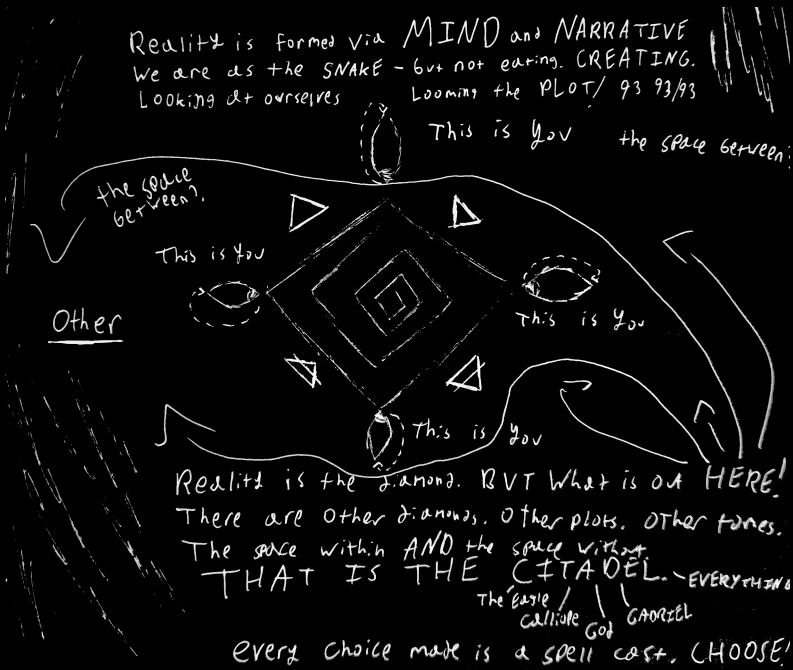 Reality is formed via MIND and NARRATIVE
We are as the SNAKE - but not eating. CREATING.
Looking at ourselves Looming the PLOT/ 93 93/93
This is You
the space between?
the space
between?
This is You
This is You
Other
This is You
Reality is the diamond. BUT What is out HERE!
There are Other diamonds. Other plots. Other tomes.
The space within AND the space without.
THAT IS THE CITADEL. - EVERYTHING
The Eagle
Calliope
God
GABRIEL
every choice made is a spell cast. CHOOSE!